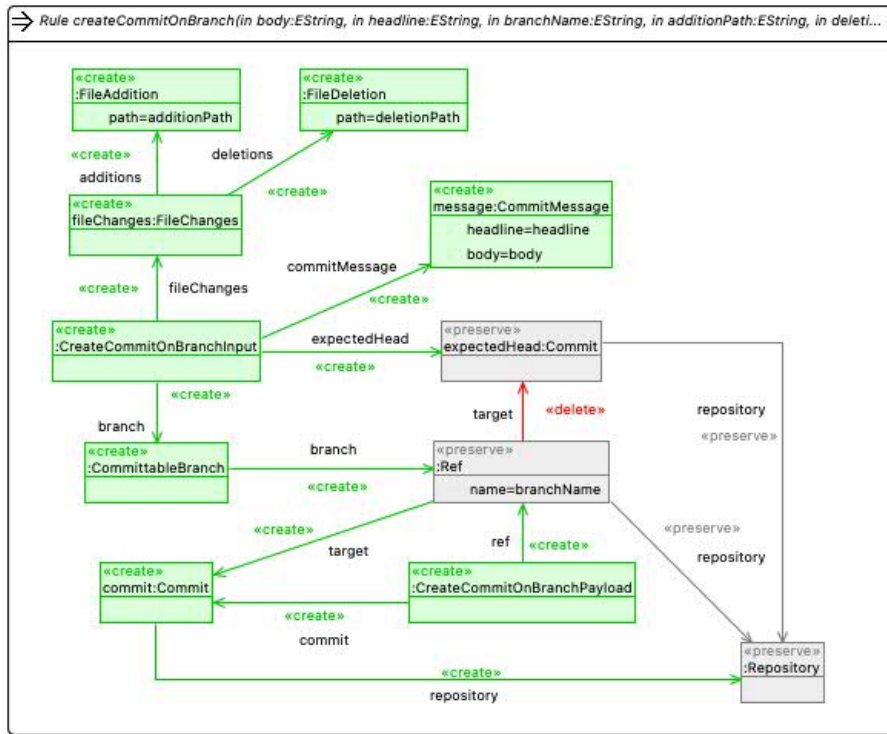 Rule createCommitOnBranch(in body:EString, in headline:EString, in branchName:EString, in additionPath:EString, in deleti...
«create»
:FileAddition
path=additionPath
«create»
:FileDeletion
path=deletionPath
«create»
additions
deletions
«create»
«create»
fileChanges:FileChanges
«create»
message:CommitMessage
headline=headline
body=body
«create»
fileChanges
commitMessage
«create»
«create»
:CreateCommitOnBranchInput
expectedHead
«create»
«preserve»
expectedHead:Commit
«create»
branch
target
«delete»
repository
«preserve»
«create»
:CommittableBranch
branch
«create»
«preserve»
:Ref
name=branchName
«create»
target
ref
«create»
«preserve»
repository
«create»
commit:Commit
«create»
:CreateCommitOnBranchPayload
«create»
commit
«preserve»
:Repository
«create»
repository